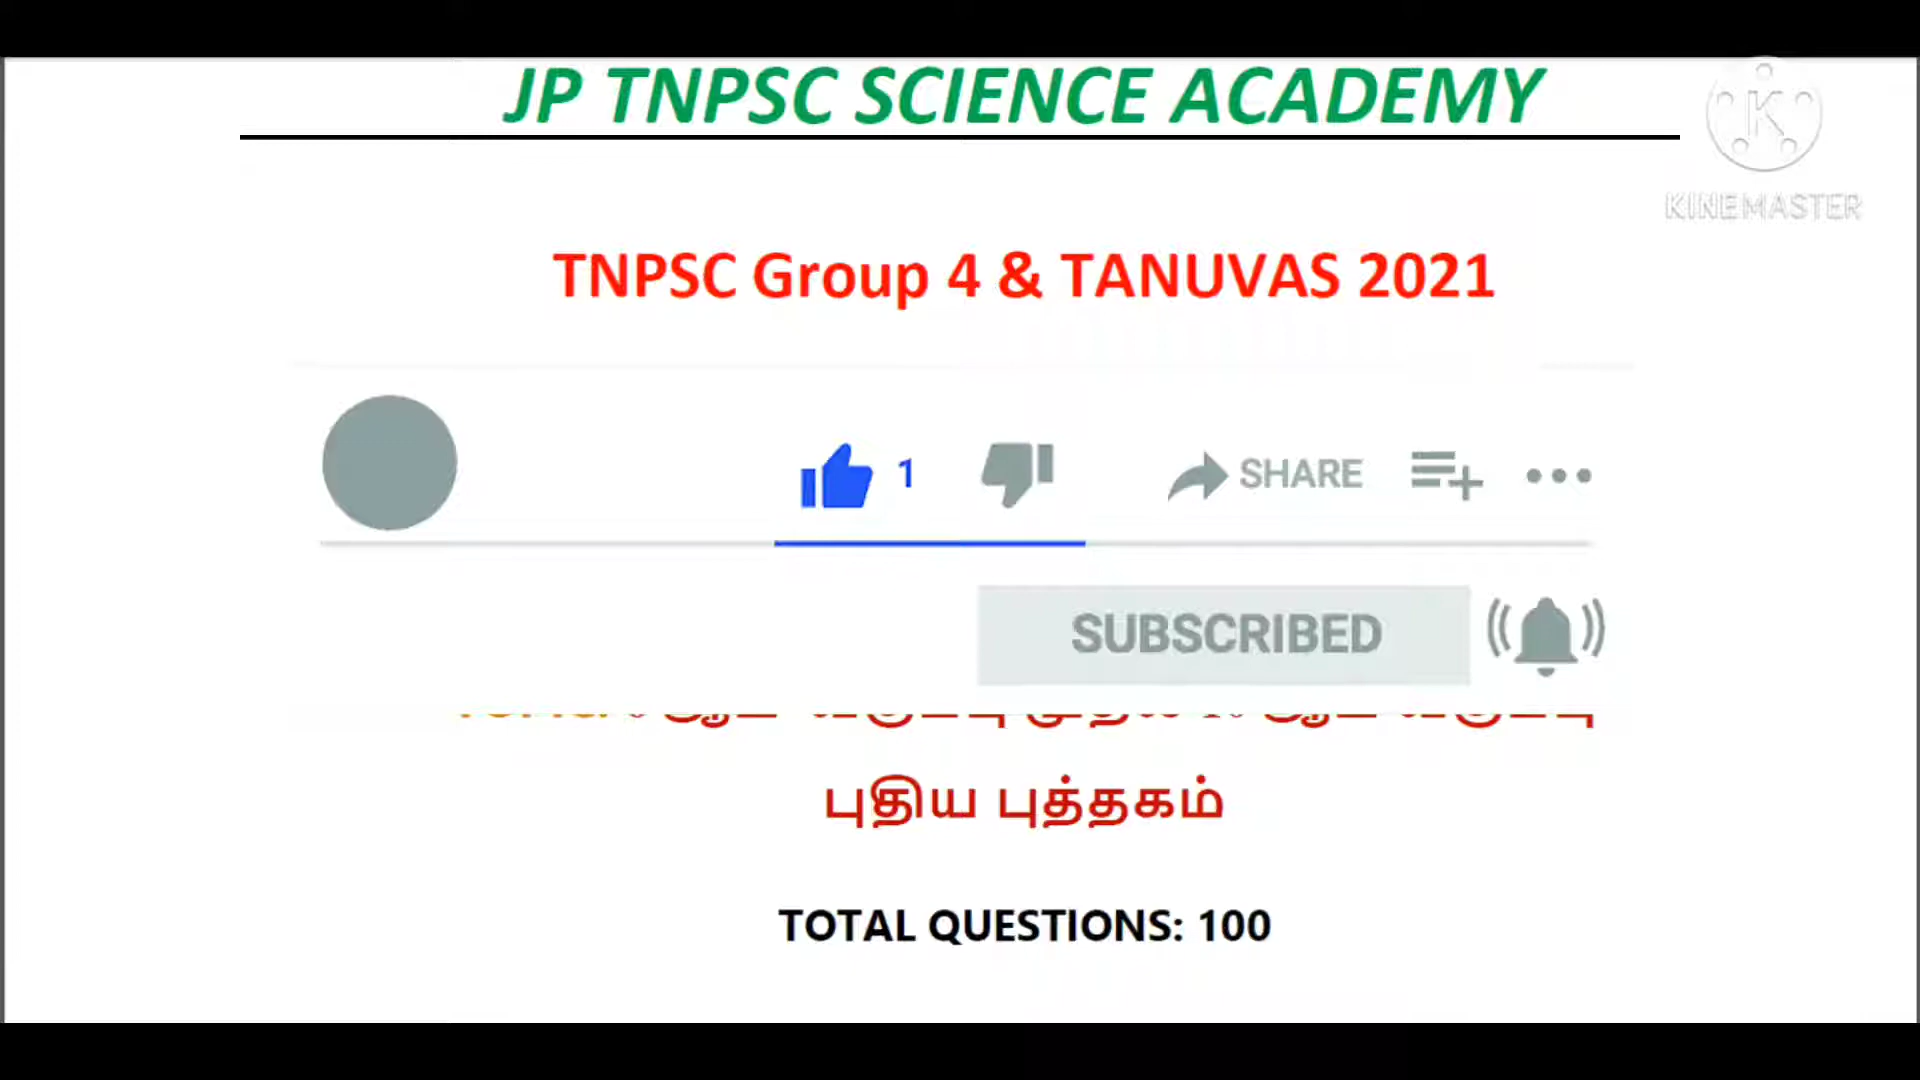 JP TNPSC SCIENCE ACADEMY
K
KINEMASTER
TNPSC Group 4 & TANUVAS 2021
1
SHARE
SUBSCRIBED
புதிய புத்தகம்
TOTAL QUESTIONS: 100